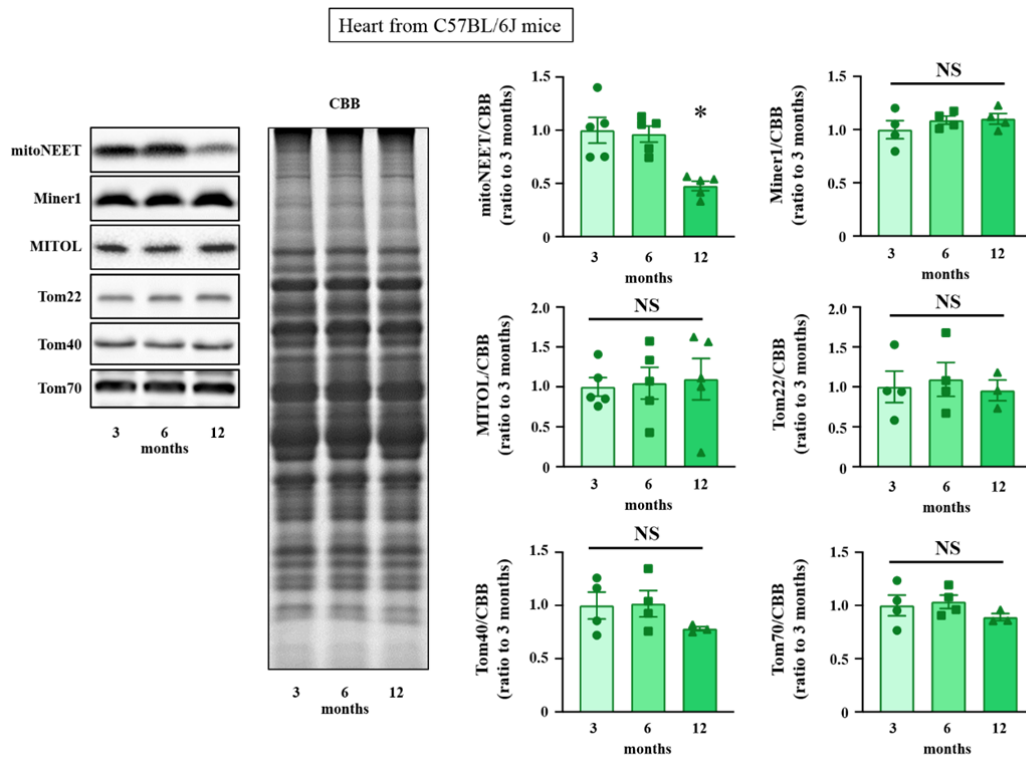 Heart from C57BL/6J mice
mitoNEET
Miner1
MITOL
Tom22
Tom40
Tom70
3 6 12
months
CBB
3 6 12
months
mitoNEET/CBB
(ratio to 3 months)
1.5
1.0
0.5
0
*
3 6 12
months
Miner1/CBB
(ratio to 3 months)
1.5
1.0
0.5
0
NS
3 6 12
months
MITOL/CBB
(ratio to 3 months)
2.0
1.5
1.0
0.5
0
NS
3 6 12
months
Tom22/CBB
(ratio to 3 months)
2.0
1.5
1.0
0.5
0
NS
3 6 12
months
Tom40/CBB
(ratio to 3 months)
1.5
1.0
0.5
0
NS
3 6 12
months
Tom70/CBB
(ratio to 3 months)
1.5
1.0
0.5
0
NS
3 6 12
months